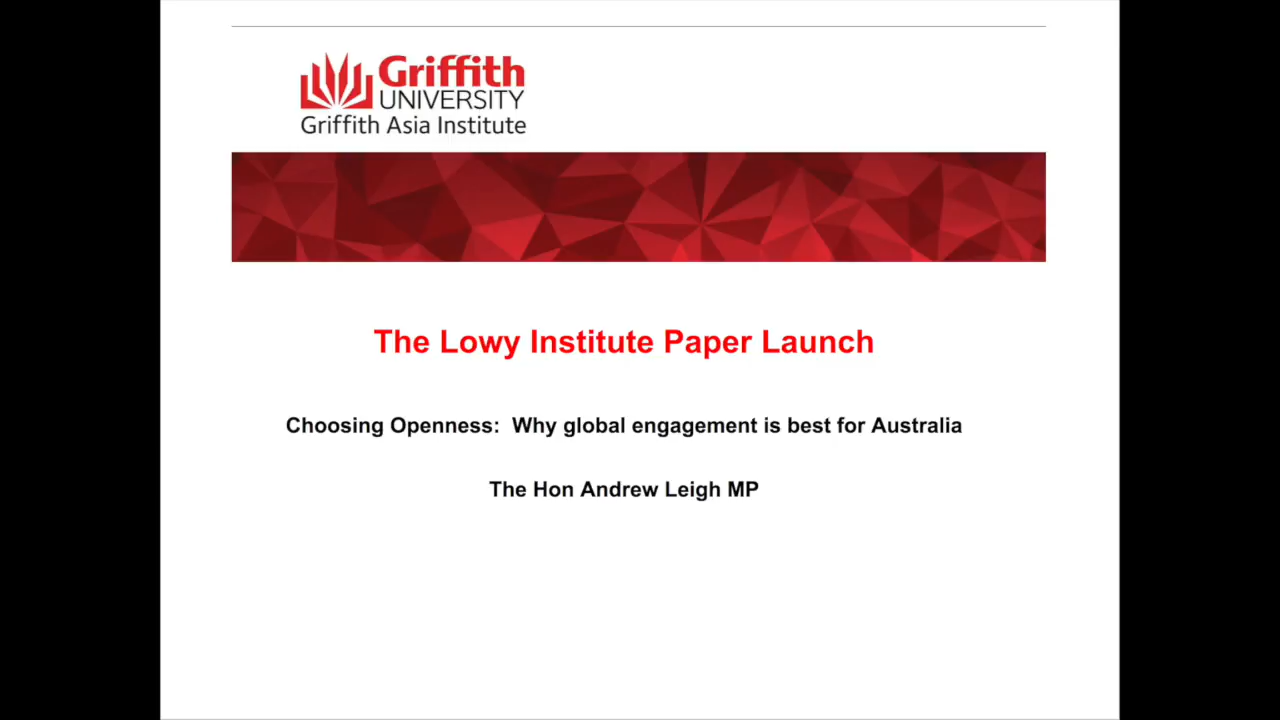 Griffith
UNIVERSITY
Griffith Asia Institute
The Lowy Institute Paper Launch
Choosing Openness:  Why global engagement is best for Australia
The Hon Andrew Leigh MP